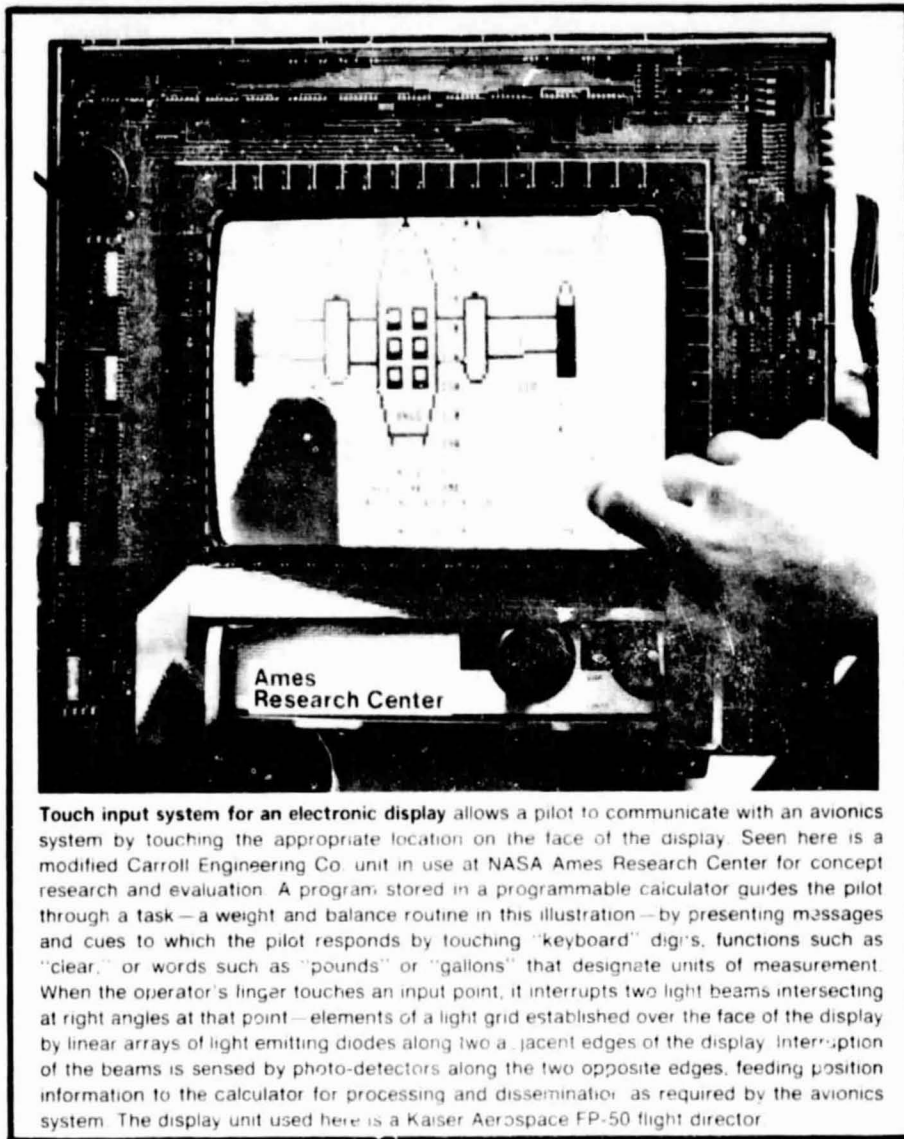 Ames
Research Center
Touch input system for an electronic display allows a pilot to communicate with an avionics
system by touching the appropriate location on the face of the display. Seen here is a
modified Carroll Engineering Co. unit in use at NASA Ames Research Center for concept
research and evaluation. A program stored in a programmable calculator guides the pilot
through a task — a weight and balance routine in this illustration — by presenting messages
and cues to which the pilot responds by touching "keyboard" digits, functions such as
"clear," or words such as "pounds" or "gallons" that designate units of measurement.
When the operator's finger touches an input point, it interrupts two light beams intersecting
at right angles at that point — elements of a light grid established over the face of the display
by linear arrays of light emitting diodes along two adjacent edges of the display. Interruption
of the beams is sensed by photo-detectors along the two opposite edges, feeding position
information to the calculator for processing and dissemination as required by the avionics
system. The display unit used here is a Kaiser Aerospace FP-50 flight director